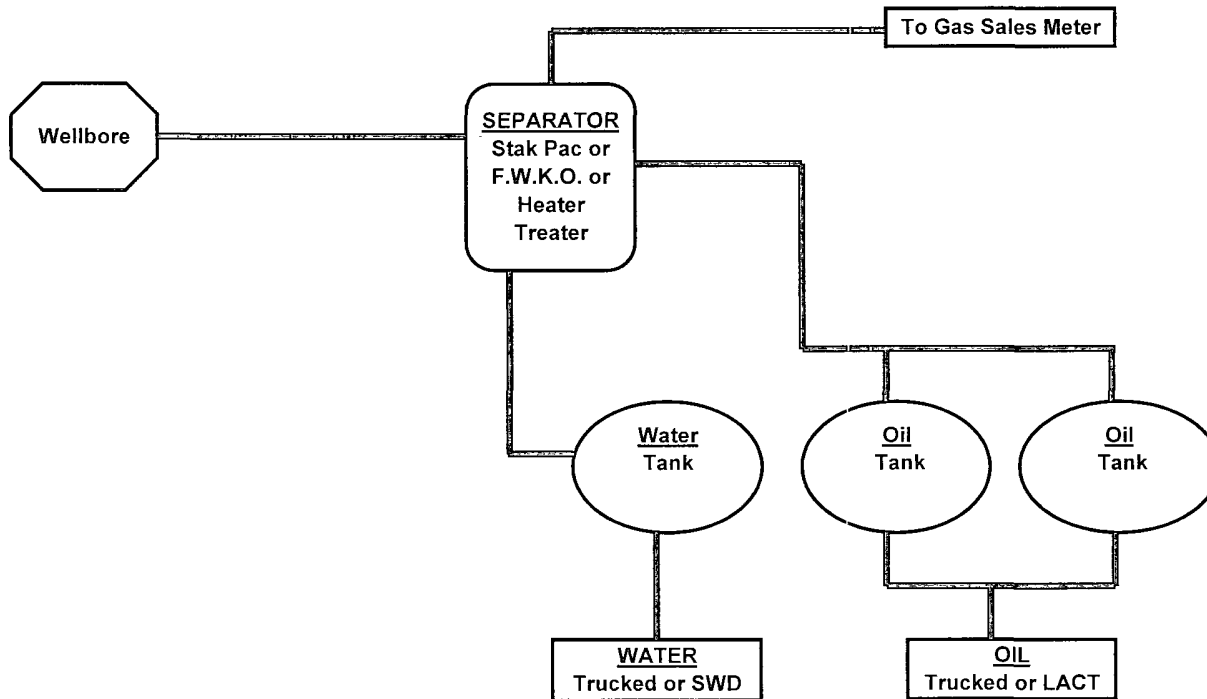 To Gas Sales Meter
Wellbore
SEPARATOR
Stak Pac or
F.W.K.O. or
Heater
Treater
Water
Tank
Oil
Tank
Oil
Tank
WATER
Trucked or SWD
OIL
Trucked or LACT